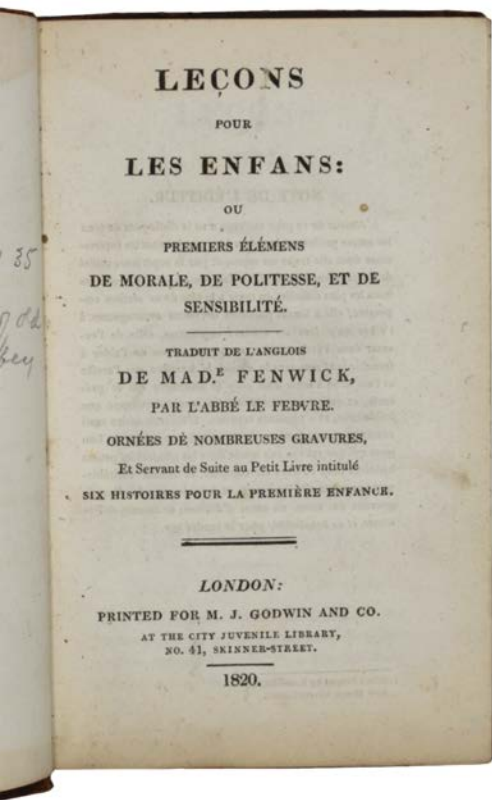 LEÇONS
POUR
LES ENFANS:
OU
PREMIERS ÉLÉMENS
DE MORALE, DE POLITESSE, ET DE
SENSIBILITÉ.
TRADUIT DE L'ANGLOIS
DE MAD.E FENWICK,
PAR L'ABBÉ LE FEBVRE.
ORNÉES DE NOMBREUSES GRAVURES,
Et Servant de Suite au Petit Livre intitulé
SIX HISTOIRES POUR LA PREMIÈRE ENFANCE.
LONDON:
PRINTED FOR M. J. GODWIN AND CO.
AT THE CITY JUVENILE LIBRARY,
NO. 41, SKINNER-STREET.
1820.
35